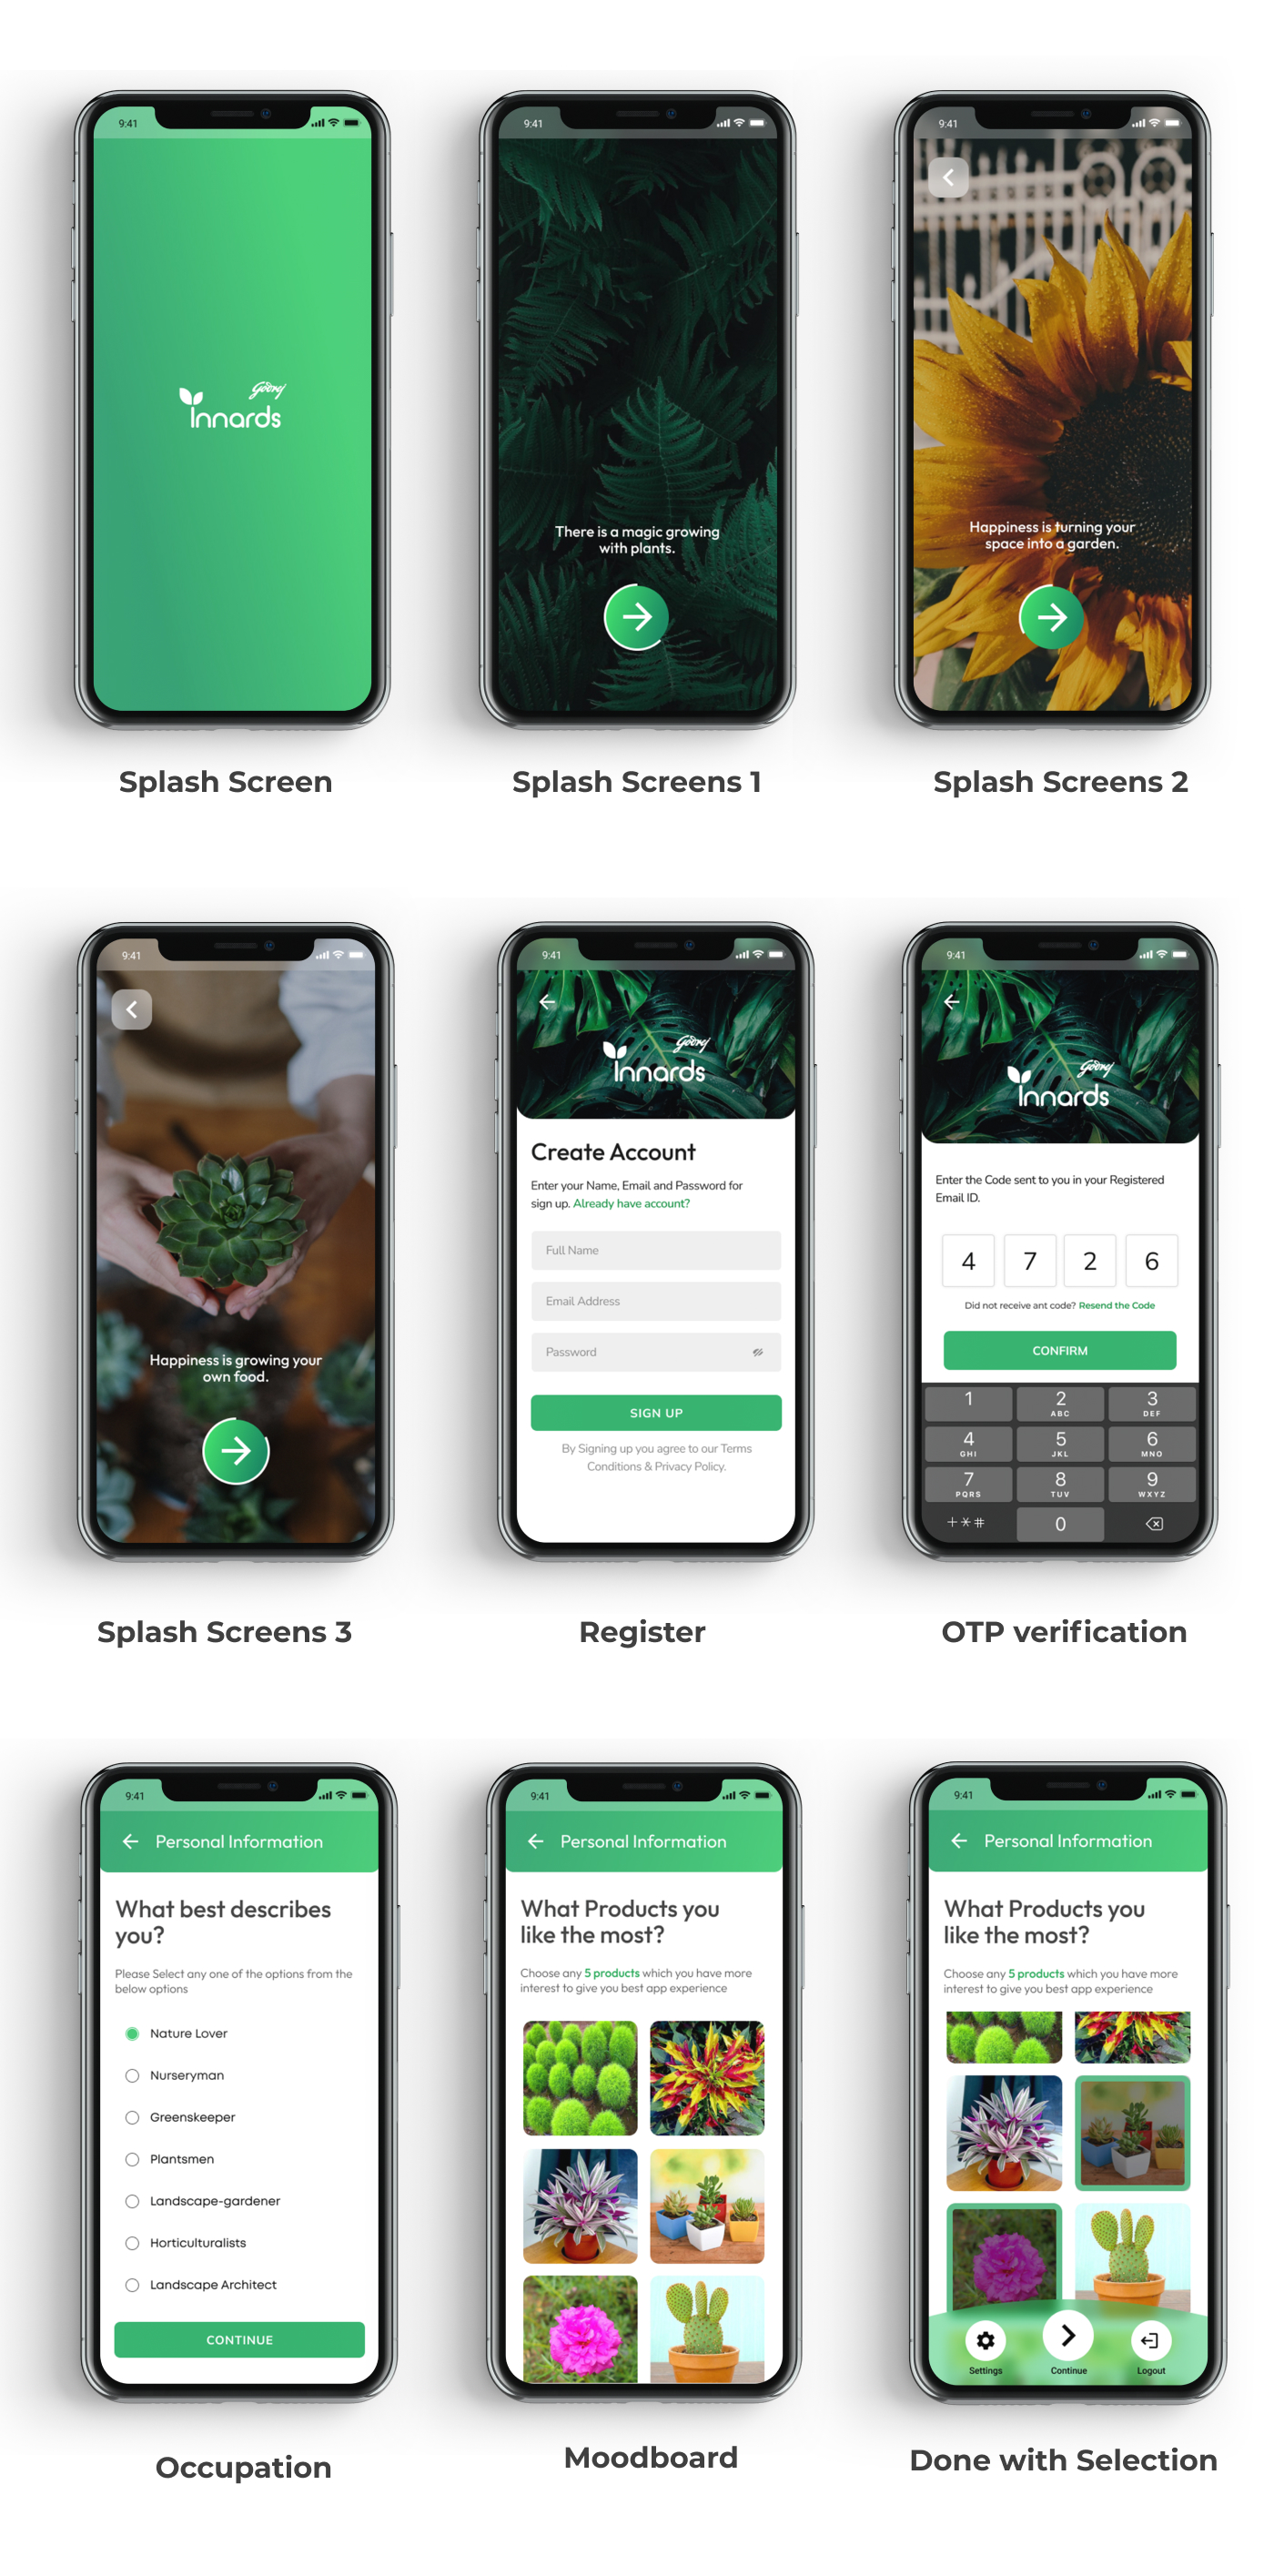 9:41
Godrej
Innards
Splash Screen
9:41
There is a magic growing
with plants.
Splash Screens 1
9:41
Happiness is turning your
space into a garden.
Splash Screens 2
9:41
Happiness is growing your
own food.
Splash Screens 3
9:41
Godrej
Innards
Create Account
Enter your Name, Email and Password for
sign up. Already have account?
Full Name
Email Address
Password
SIGN UP
By Signing up you agree to our Terms
Conditions & Privacy Policy.
Register
9:41
Godrej
Innards
Enter the Code sent to you in your Registered
Email ID.
4 7 2 6
Did not receive ant code? Resend the Code
CONFIRM
1 2 3
ABC DEF
4 5 6
GHI JKL MNO
7 8 9
PQRS TUV WXYZ
+*# 0
OTP verification
9:41
Personal Information
What best describes
you?
Please Select any one of the options from the
below options
Nature Lover
Nurseryman
Greenskeeper
Plantsmen
Landscape-gardener
Horticulturalists
Landscape Architect
CONTINUE
Occupation
9:41
Personal Information
What Products you
like the most?
Choose any 5 products which you have more
interest to give you best app experience
Moodboard
9:41
Personal Information
What Products you
like the most?
Choose any 5 products which you have more
interest to give you best app experience
Settings Continue Logout
Done with Selection